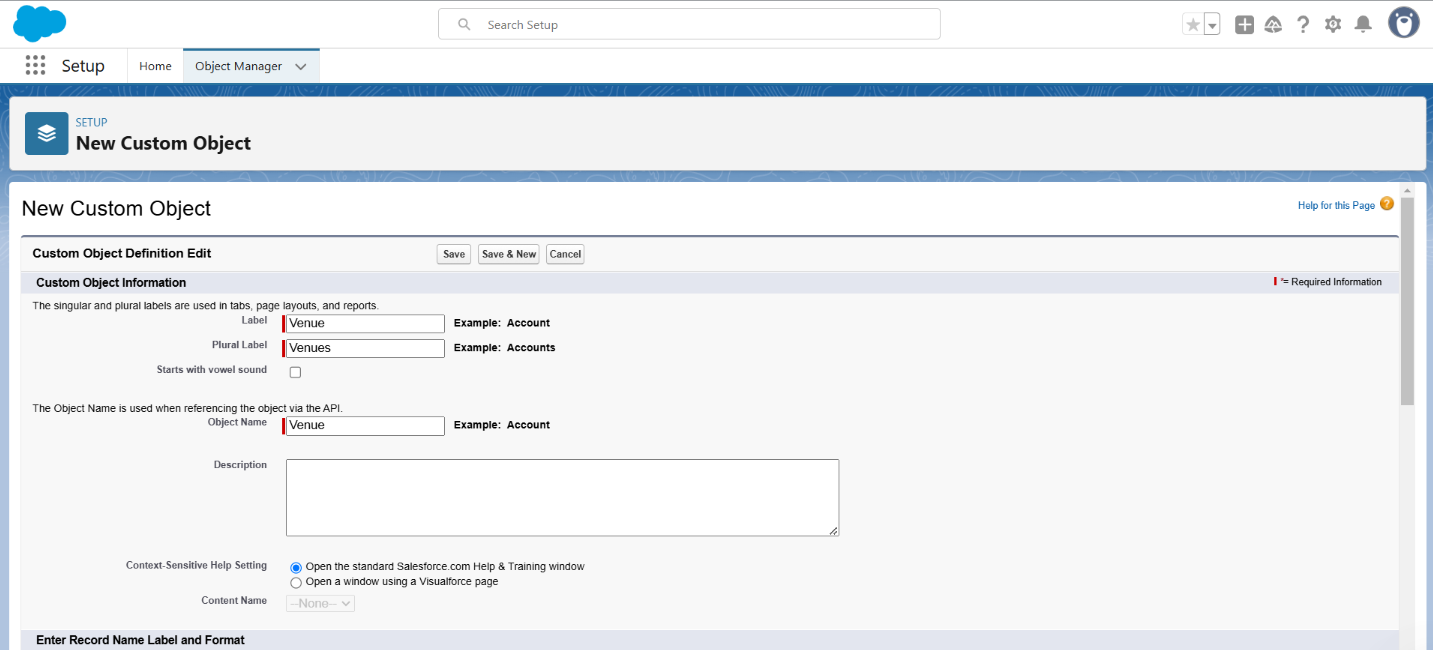 Search Setup
Setup
Home
Object Manager
SETUP
New Custom Object
New Custom Object
Help for this Page ?
Custom Object Definition Edit
Save
Save & New
Cancel
Custom Object Information
*= Required Information
The singular and plural labels are used in tabs, page layouts, and reports.
Label
Venue
Example: Account
Plural Label
Venues
Example: Accounts
Starts with vowel sound
The Object Name is used when referencing the object via the API.
Object Name
Venue
Example: Account
Description
Context-Sensitive Help Setting
Open the standard Salesforce.com Help & Training window
Open a window using a Visualforce page
Content Name
--None--
Enter Record Name Label and Format